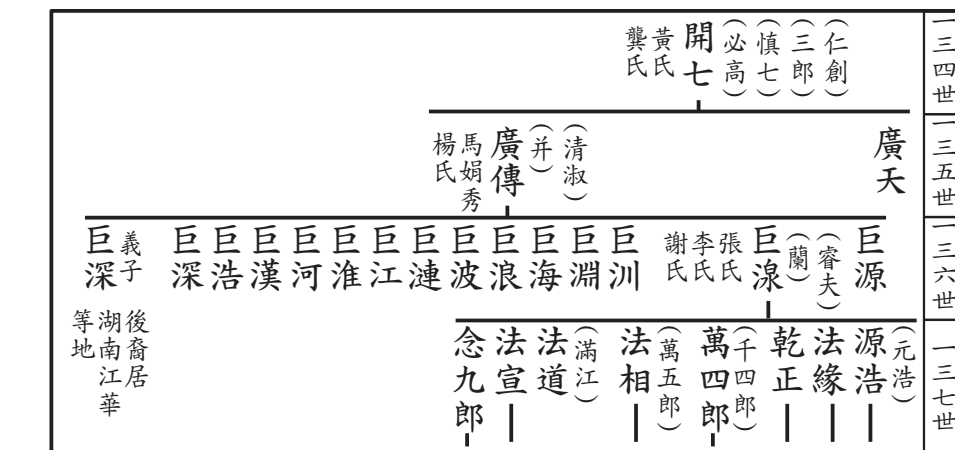 一三四世
（仁創）
（三郎）
（慎七）
（必高）
開七
黃氏
龔氏
一三五世
廣天
（清淑）
（并）
廣傳
馬娟秀
楊氏
一三六世
巨源
（睿夫）
（蘭）
巨湶
張氏
李氏
謝氏
巨汌
巨淵
巨海
巨浪
巨波
巨漣
巨江
巨淮
巨河
巨漢
巨浩
巨深
義子
巨深
後裔居
湖南江華
等地
一三七世
（元浩）
源浩
法緣
乾正
千四郎）
萬四郎
（萬五郎）
法相
（滿江）
法道
法宣
念九郎